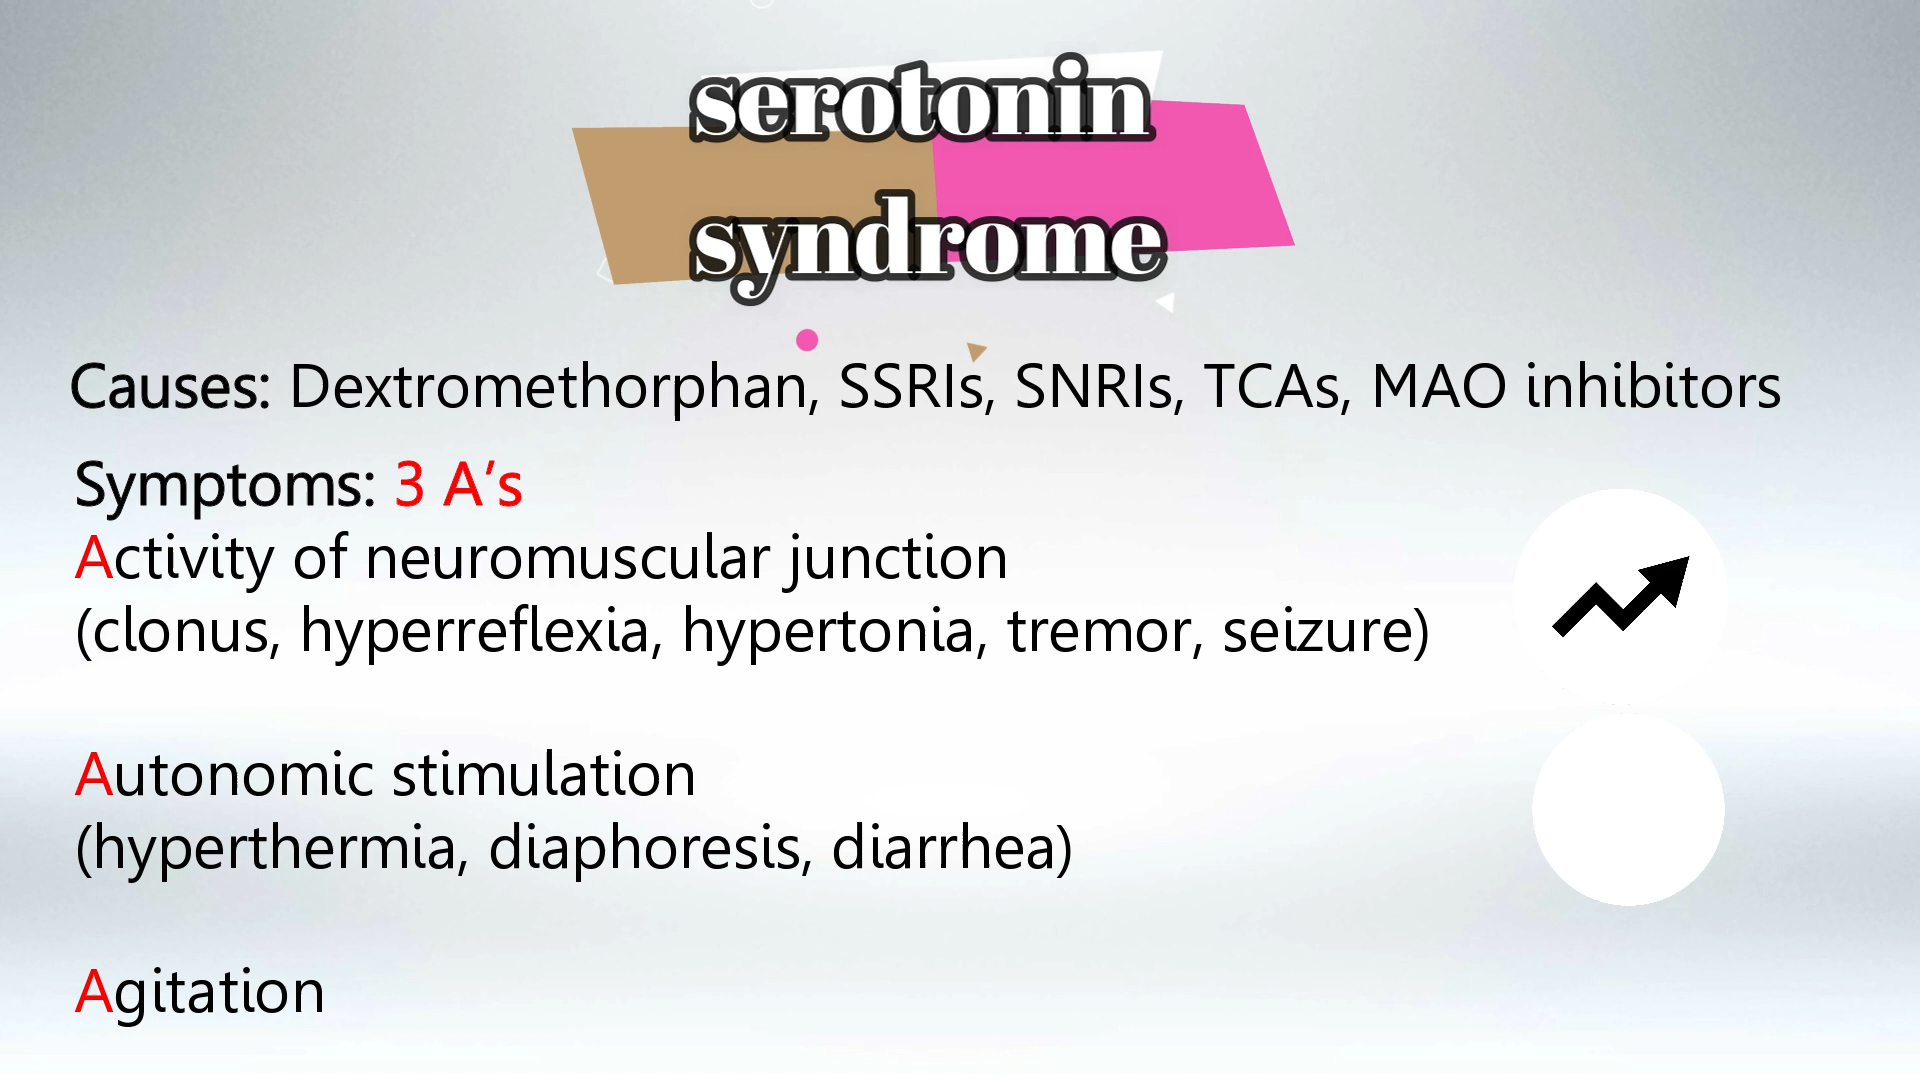 serotonin
syndrome
Causes: Dextromethorphan, SSRIs, SNRIs, TCAs, MAO inhibitors
Symptoms: 3 A’s
Activity of neuromuscular junction
(clonus, hyperreflexia, hypertonia, tremor, seizure)
Autonomic stimulation
(hyperthermia, diaphoresis, diarrhea)
Agitation